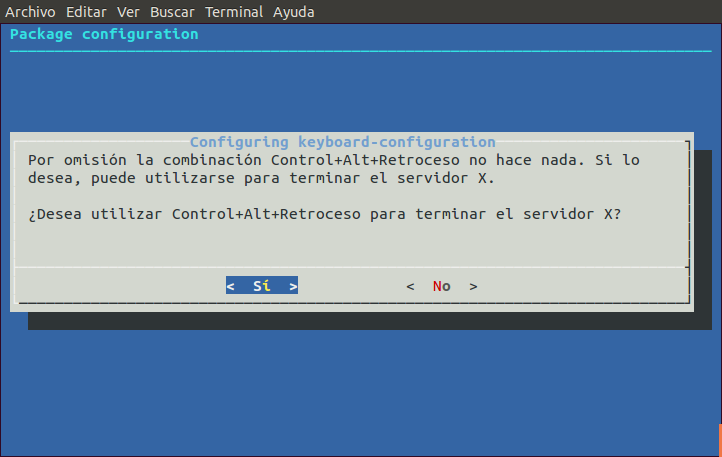 Archivo Editar Ver Buscar Terminal Ayuda
Package configuration
Configuring keyboard-configuration
Por omisión la combinación Control+Alt+Retroceso no hace nada. Si lo
desea, puede utilizarse para terminar el servidor X.
¿Desea utilizar Control+Alt+Retroceso para terminar el servidor X?
< Sí > < No >